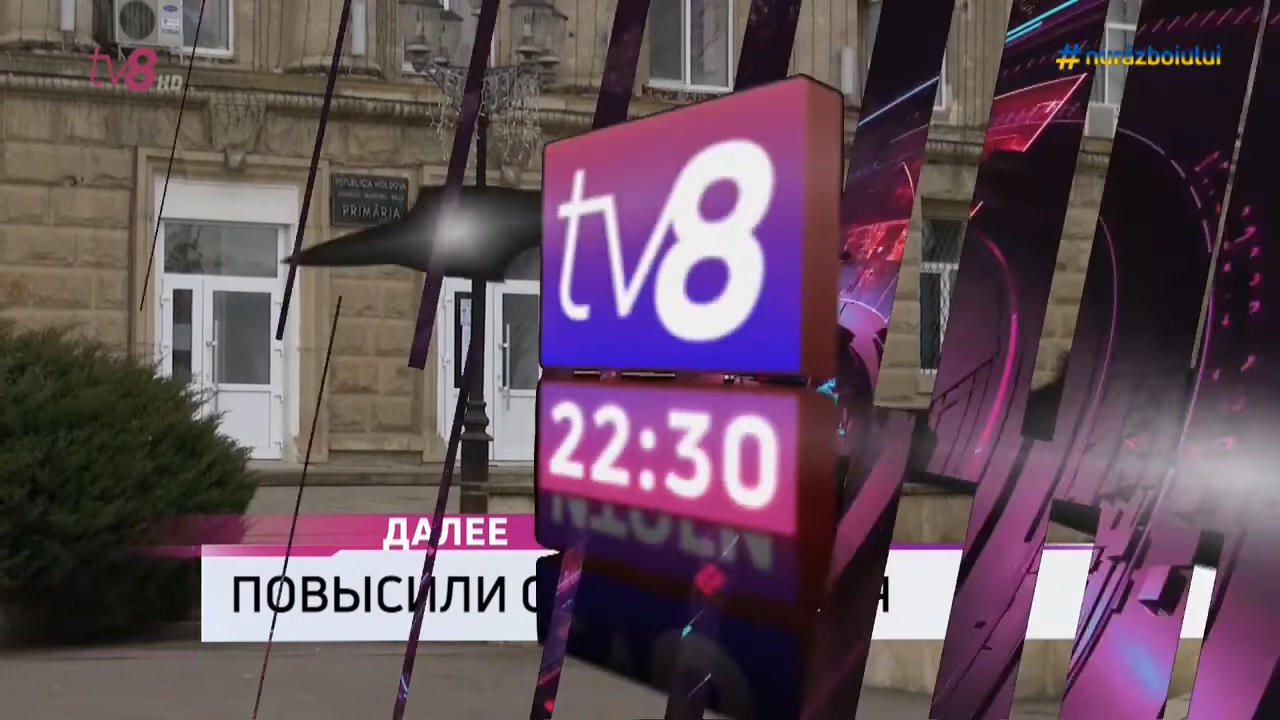 tv8 HD
#nurăzboiului
REPUBLICA MOLDOVA
PRIMĂRIA
tv8
22:30
ДАЛЕЕ
ПОВЫСИЛИ